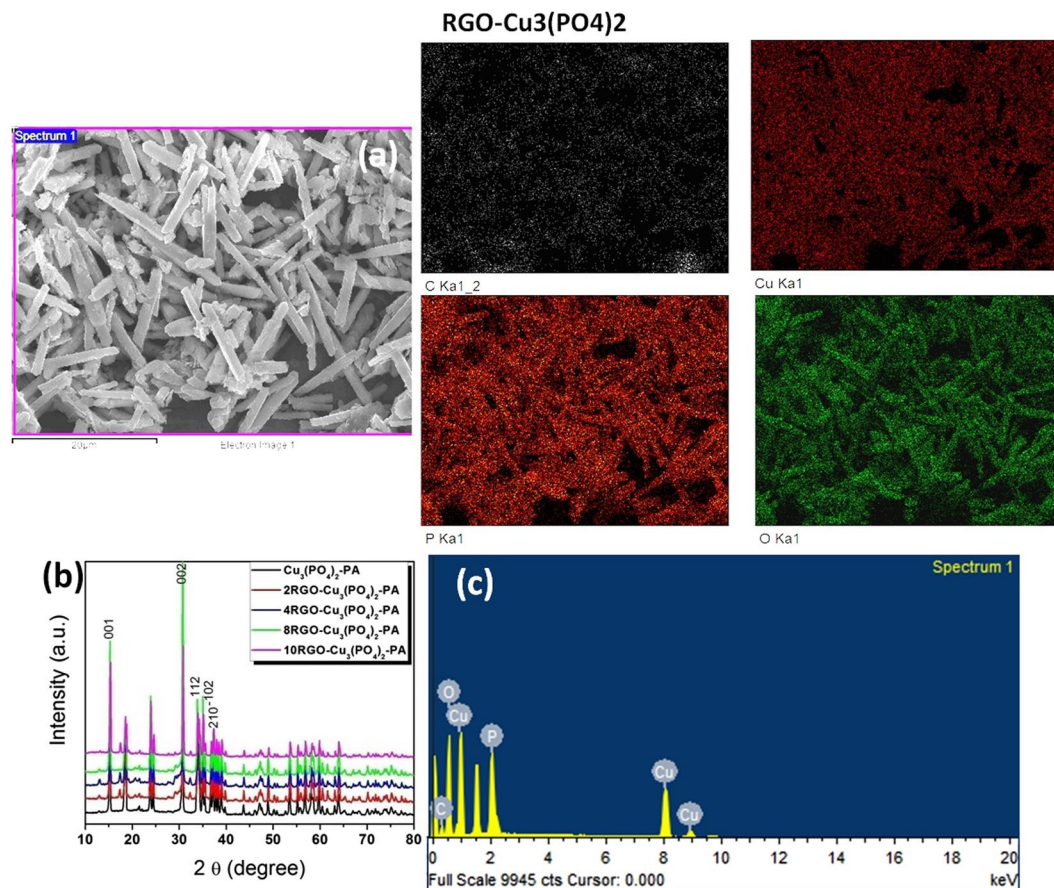 RGO-Cu3(PO4)2
Spectrum 1
(a)
20µm
Electron Image 1
C Ka1_2
Cu Ka1
P Ka1
O Ka1
(b)
Intensity (a.u.)
001
002
112
210
-102
Cu₃(PO₄)₂-PA
2RGO-Cu₃(PO₄)₂-PA
4RGO-Cu₃(PO₄)₂-PA
8RGO-Cu₃(PO₄)₂-PA
10RGO-Cu₃(PO₄)₂-PA
10 20 30 40 50 60 70 80
2 θ (degree)
(c)
Spectrum 1
O
Cu
P
C
Cu
Cu
0 2 4 6 8 10 12 14 16 18 20
Full Scale 9945 cts Cursor: 0.000 keV